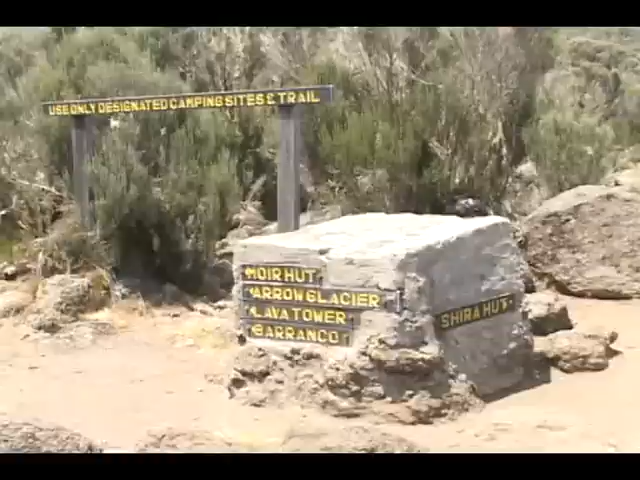 USE ONLY DESIGNATED CAMPING SITES & TRAIL
MOIR HUT
ARROW GLACIER
LAVA TOWER
BARRANCO
SHIRA HUT